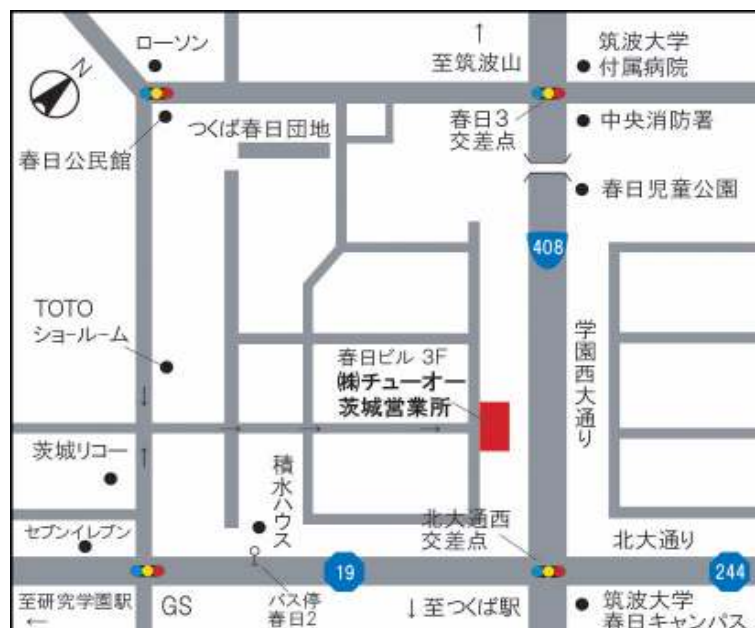 ローソン
↑
至筑波山
筑波大学
付属病院
N
春日3
交差点
中央消防署
つくば春日団地
春日公民館
春日児童公園
408
TOTO
ショールーム
学園西大通り
春日ビル 3F
㈱チューオー
茨城営業所
↓
→
→
→
↑
茨城リコー
積水ハウス
北大通西
交差点
セブンイレブン
北大通り
19
244
至研究学園駅
←
GS
バス停
春日2
↓至つくば駅
筑波大学
春日キャンパス